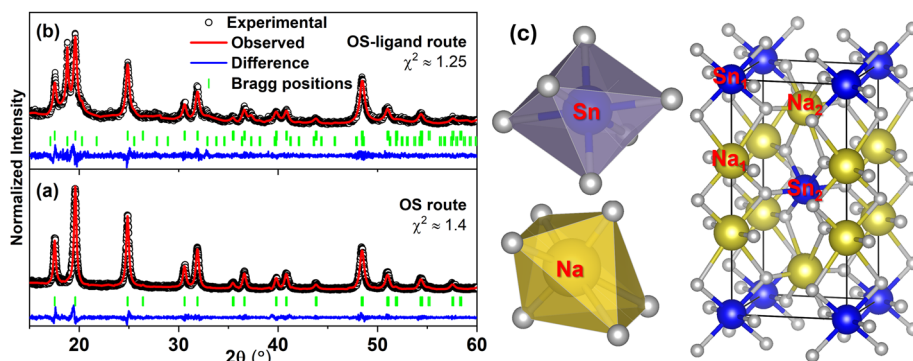 (b)
Experimental
Observed
Difference
Bragg positions
OS-ligand route
χ² ≈ 1.25
(a)
OS route
χ² ≈ 1.4
Normalized Intensity
20 30 40 50 60
2θ (°)
(c)
Sn
Na
Sn₁
Na₂
Na₁
Sn₂